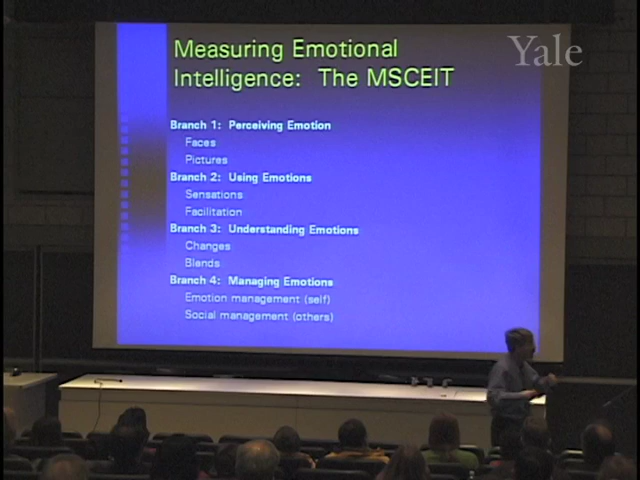 Yale
Measuring Emotional
Intelligence: The MSCEIT
Branch 1: Perceiving Emotion
Faces
Pictures
Branch 2: Using Emotions
Sensations
Facilitation
Branch 3: Understanding Emotions
Changes
Blends
Branch 4: Managing Emotions
Emotion management (self)
Social management (others)